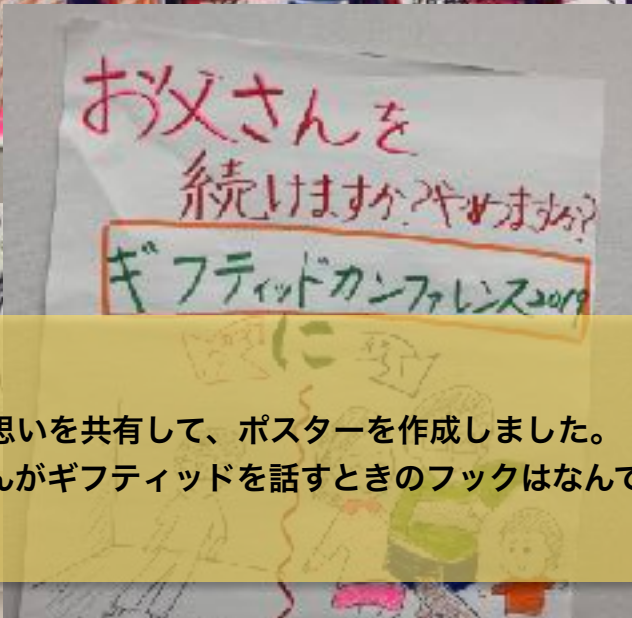 お父さんを
続けますか?やめますか?
ギフティッドカンファレンス2019
に
思いを共有して、ポスターを作成しました。
んがギフティッドを話すときのフックはなんて